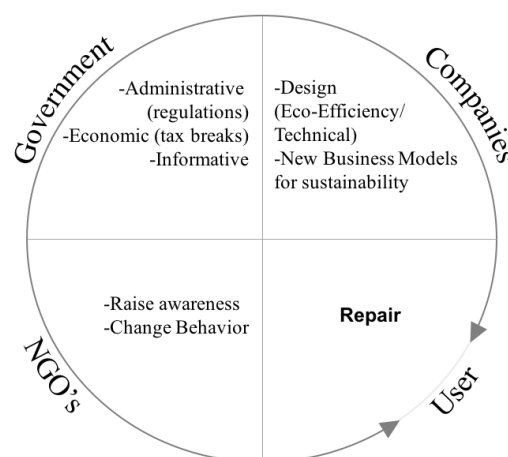 Government
-Administrative
(regulations)
-Economic (tax breaks)
-Informative
Companies
-Design
(Eco-Efficiency/
Technical)
-New Business Models
for sustainability
NGO's
-Raise awareness
-Change Behavior
Repair
User